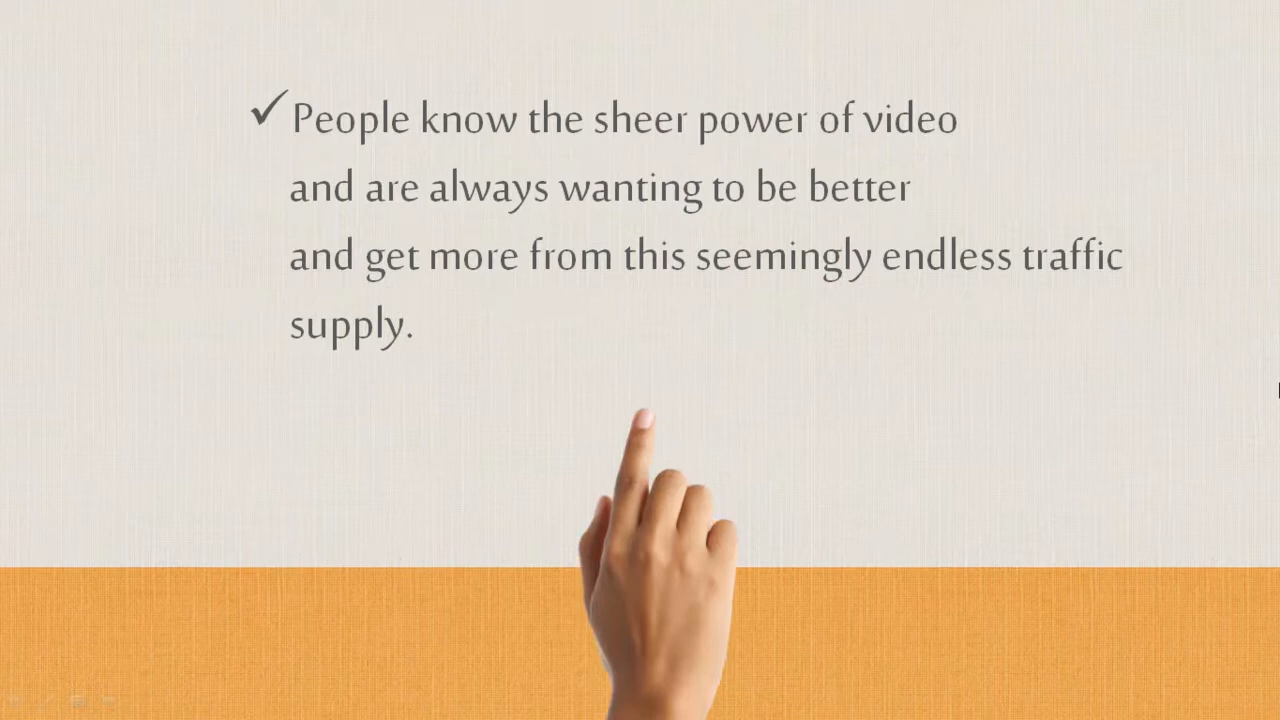 ✓People know the sheer power of video
and are always wanting to be better
and get more from this seemingly endless traffic
supply.